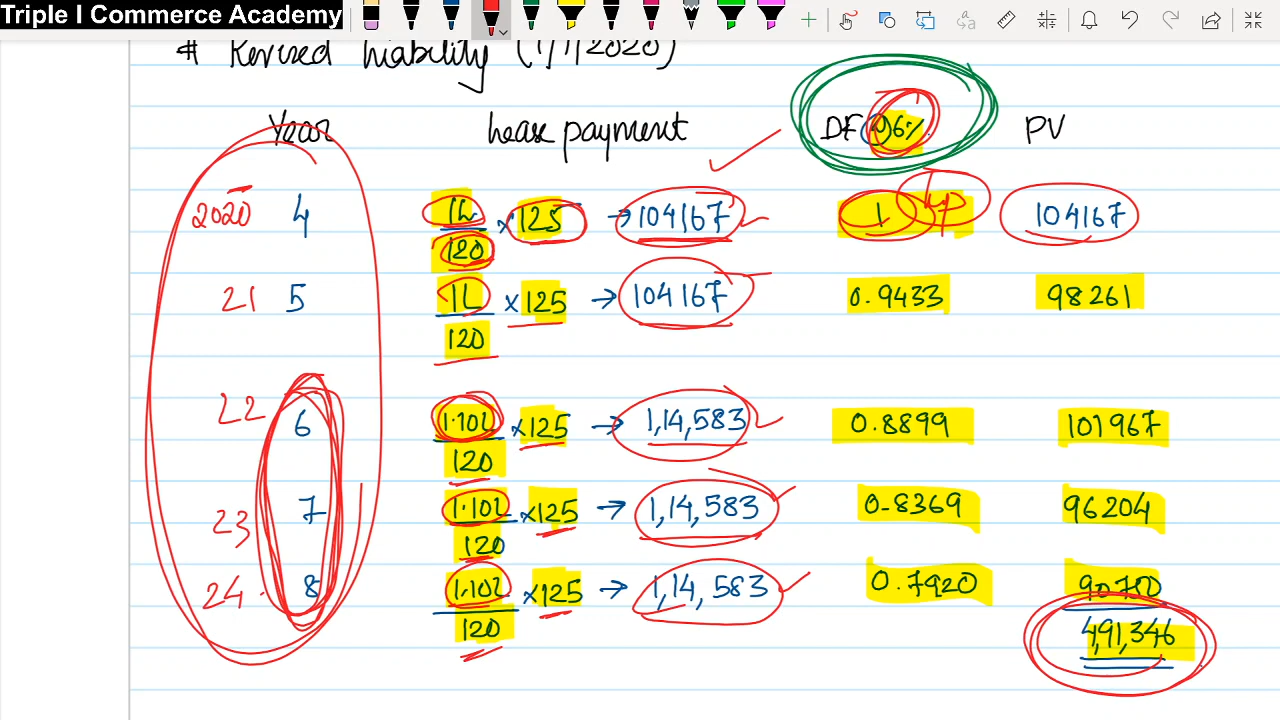 Triple I Commerce Academy
# Revised Liability (1/1/2020)
Year Lease payment DF @6% PV
2020 4 1L/120 × 125 → 104167 1 104167
21 5 1L/120 × 125 → 104167 0.9433 98261
22 6 1.10L/120 × 125 → 1,14,583 0.8899 101967
23 7 1.10L/120 × 125 → 1,14,583 0.8369 96204
24 8 1.10L/120 × 125 → 1,14,583 0.7920 90750
4,91,346